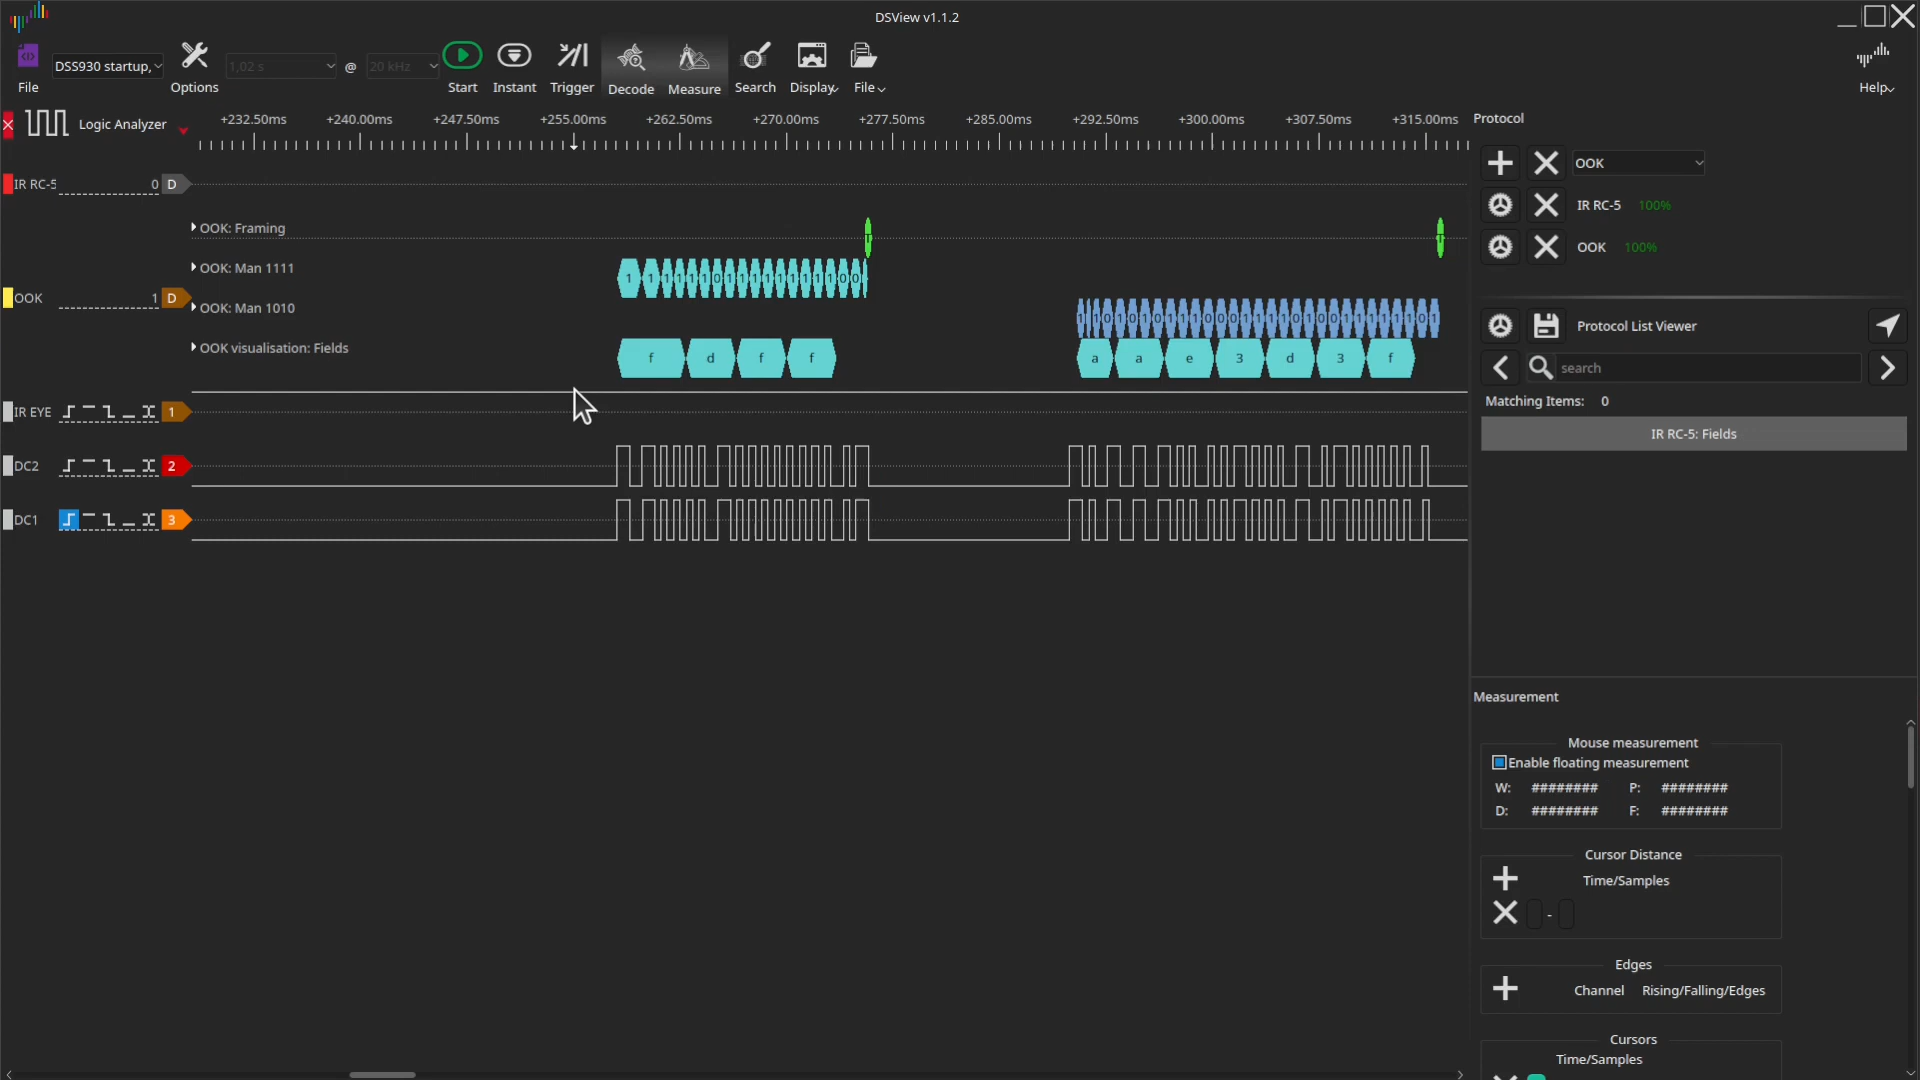 DSView v1.1.2
File
DSS930 startup,
Options
1,02 s
@
20 kHz
Start
Instant
Trigger
Decode
Measure
Search
Display
File
Help
Logic Analyzer
+232.50ms +240.00ms +247.50ms +255.00ms +262.50ms +270.00ms +277.50ms +285.00ms +292.50ms +300.00ms +307.50ms +315.00ms
IR RC-5 0 D
OOK: Framing
OOK: Man 1111
OOK 1 D
OOK: Man 1010
OOK visualisation: Fields
f d f f a a e 3 d 3 f
IR EYE 1
DC2 2
DC1 3
Protocol
OOK
IR RC-5 100%
OOK 100%
Protocol List Viewer
search
Matching Items: 0
IR RC-5: Fields
Measurement
Mouse measurement
Enable floating measurement
W: ######## P: ########
D: ######## F: ########
Cursor Distance
Time/Samples
-
Edges
Channel Rising/Falling/Edges
Cursors
Time/Samples